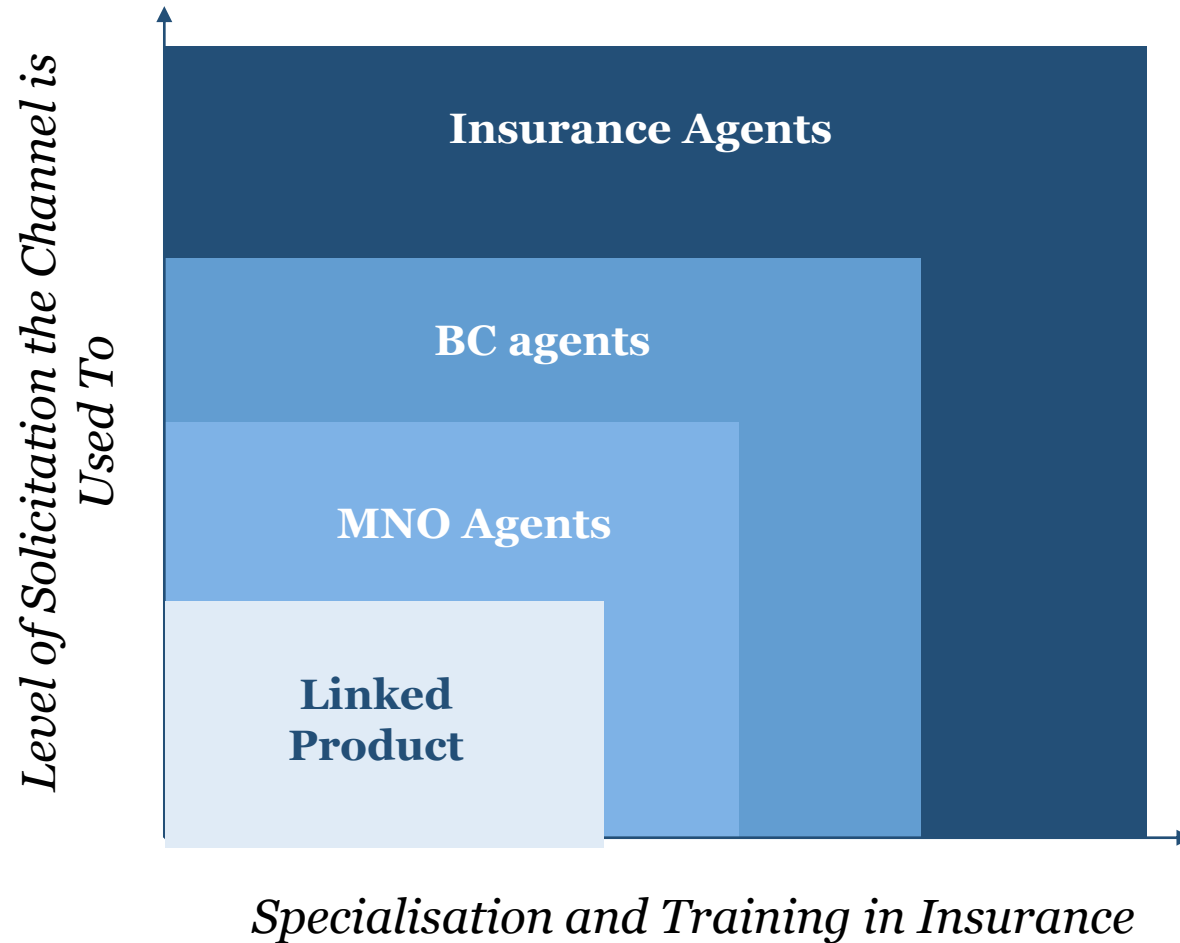 Level of Solicitation the Channel is
Used To
Insurance Agents
BC agents
MNO Agents
Linked
Product
Specialisation and Training in Insurance